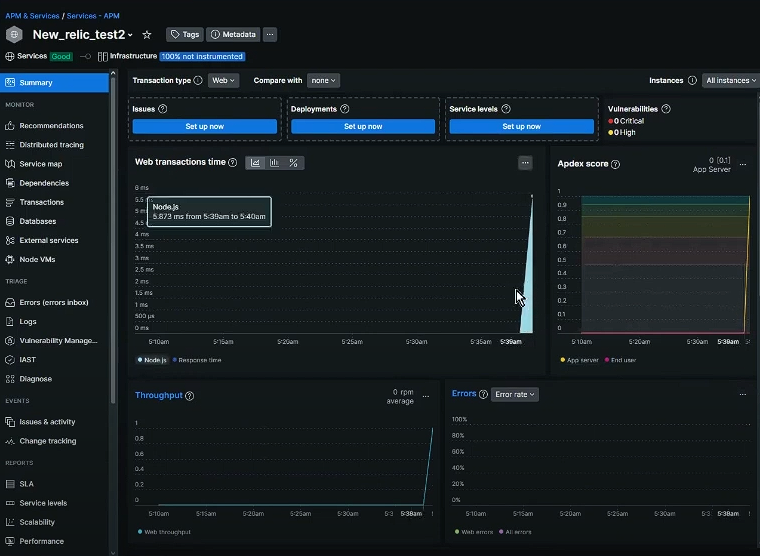 APM & Services / Services - APM
New_relic_test2
Tags
Metadata
Services Good
Infrastructure 100% not instrumented
Summary
MONITOR
Recommendations
Distributed tracing
Service map
Dependencies
Transactions
Databases
External services
Node VMs
TRIAGE
Errors (errors inbox)
Logs
Vulnerability Manage...
IAST
Diagnose
EVENTS
Issues & activity
Change tracking
REPORTS
SLA
Service levels
Scalability
Performance
Transaction type Web
Compare with none
Instances All instances
Issues
Set up now
Deployments
Set up now
Service levels
Set up now
Vulnerabilities
0 Critical
0 High
Web transactions time
6 ms
5.5
5 m
4.5
4 ms
3.5 ms
3 ms
2.5 ms
2 ms
1.5 ms
1 ms
500 µs
0 ms
Node.js
5.873 ms from 5:39am to 5:40am
5:10am 5:15am 5:20am 5:25am 5:30am 5:35am 5:39am
Node.js Response time
Apdex score
0 [0.1]
App Server
1
0.9
0.8
0.7
0.6
0.5
0.4
0.3
0.2
0.1
0
5:10am 5:20am 5:30am 5:38am
App server End user
Throughput
0 rpm
average
1
0.8
0.6
0.4
0.2
0
5:10am 5:15am 5:20am 5:25am 5:30am 5:3 5:38am
Web throughput
Errors Error rate
100%
80%
60%
40%
20%
0%
5:10am 5:15am 5:20am 5:25am 5:30am 5:3 5:38am
Web errors All errors